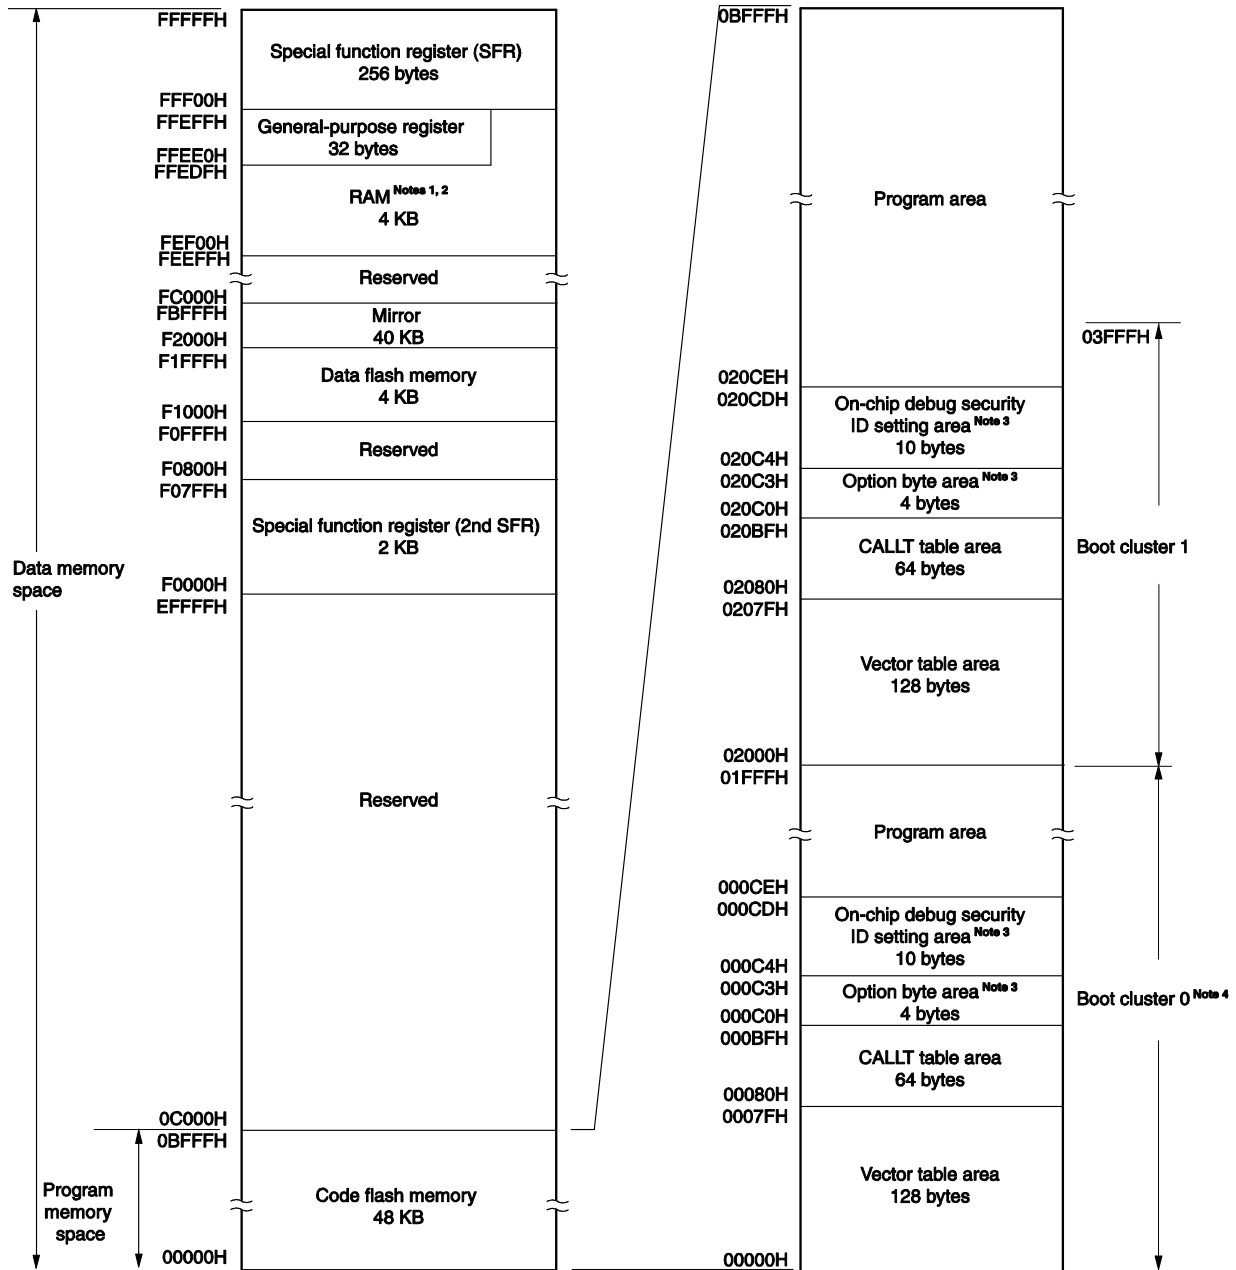 FFFFFH
Special function register (SFR)
256 bytes
FFF00H
FFEFFH
General-purpose register
32 bytes
FFEE0H
FFEDFH
RAM Notes 1, 2
4 KB
FEF00H
FEEFFH
Reserved
FC000H
FBFFFH
Mirror
40 KB
F2000H
F1FFFH
Data flash memory
4 KB
F1000H
F0FFFH
Reserved
F0800H
F07FFH
Special function register (2nd SFR)
2 KB
Data memory
space
F0000H
EFFFFH
Reserved
0C000H
0BFFFH
Program
memory
space
Code flash memory
48 KB
00000H
0BFFFH
Program area
03FFFH
020CEH
020CDH
On-chip debug security
ID setting area Note 3
10 bytes
020C4H
020C3H
Option byte area Note 3
4 bytes
020C0H
020BFH
CALLT table area
64 bytes
Boot cluster 1
02080H
0207FH
Vector table area
128 bytes
02000H
01FFFH
Program area
000CEH
000CDH
On-chip debug security
ID setting area Note 3
10 bytes
000C4H
000C3H
Option byte area Note 3
4 bytes
Boot cluster 0 Note 4
000C0H
000BFH
CALLT table area
64 bytes
00080H
0007FH
Vector table area
128 bytes
00000H